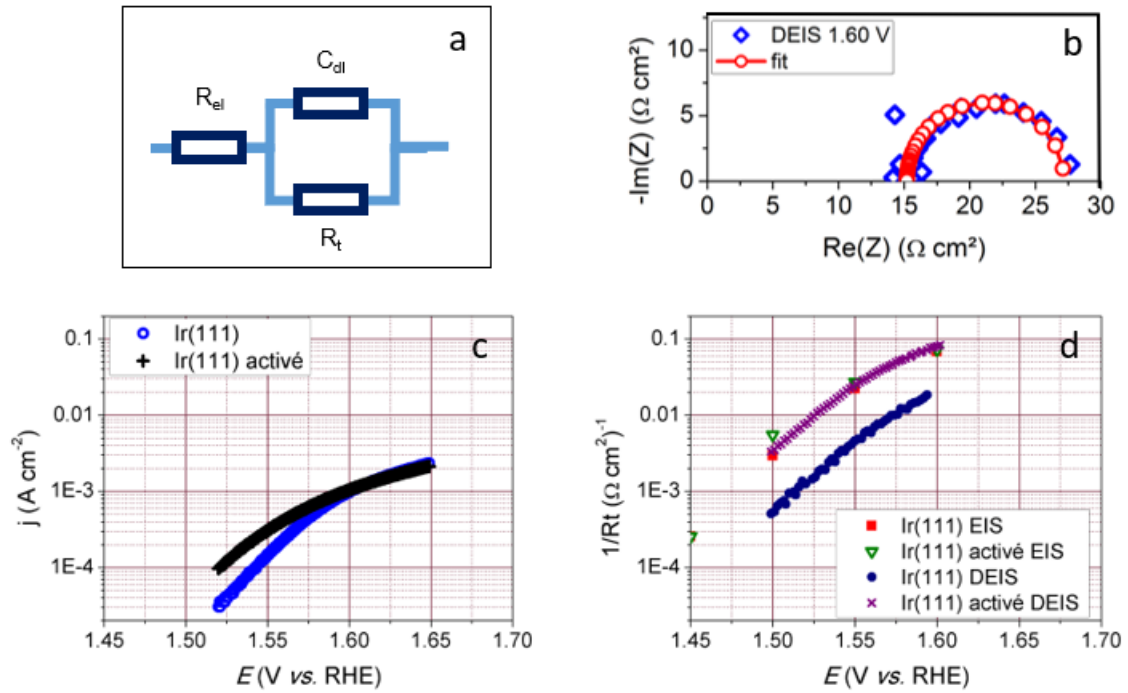 a
C_dl
R_el
R_t
b
DEIS 1.60 V
fit
-Im(Z) (Ω cm²)
10
5
0
0 5 10 15 20 25 30
Re(Z) (Ω cm²)
c
Ir(111)
Ir(111) activé
j (A cm⁻²)
0.1
0.01
1E-3
1E-4
1.45 1.50 1.55 1.60 1.65 1.70
E (V vs. RHE)
d
1/Rt (Ω cm²)⁻¹
0.1
0.01
1E-3
1E-4
Ir(111) EIS
Ir(111) activé EIS
Ir(111) DEIS
Ir(111) activé DEIS
1.45 1.50 1.55 1.60 1.65 1.70
E (V vs. RHE)